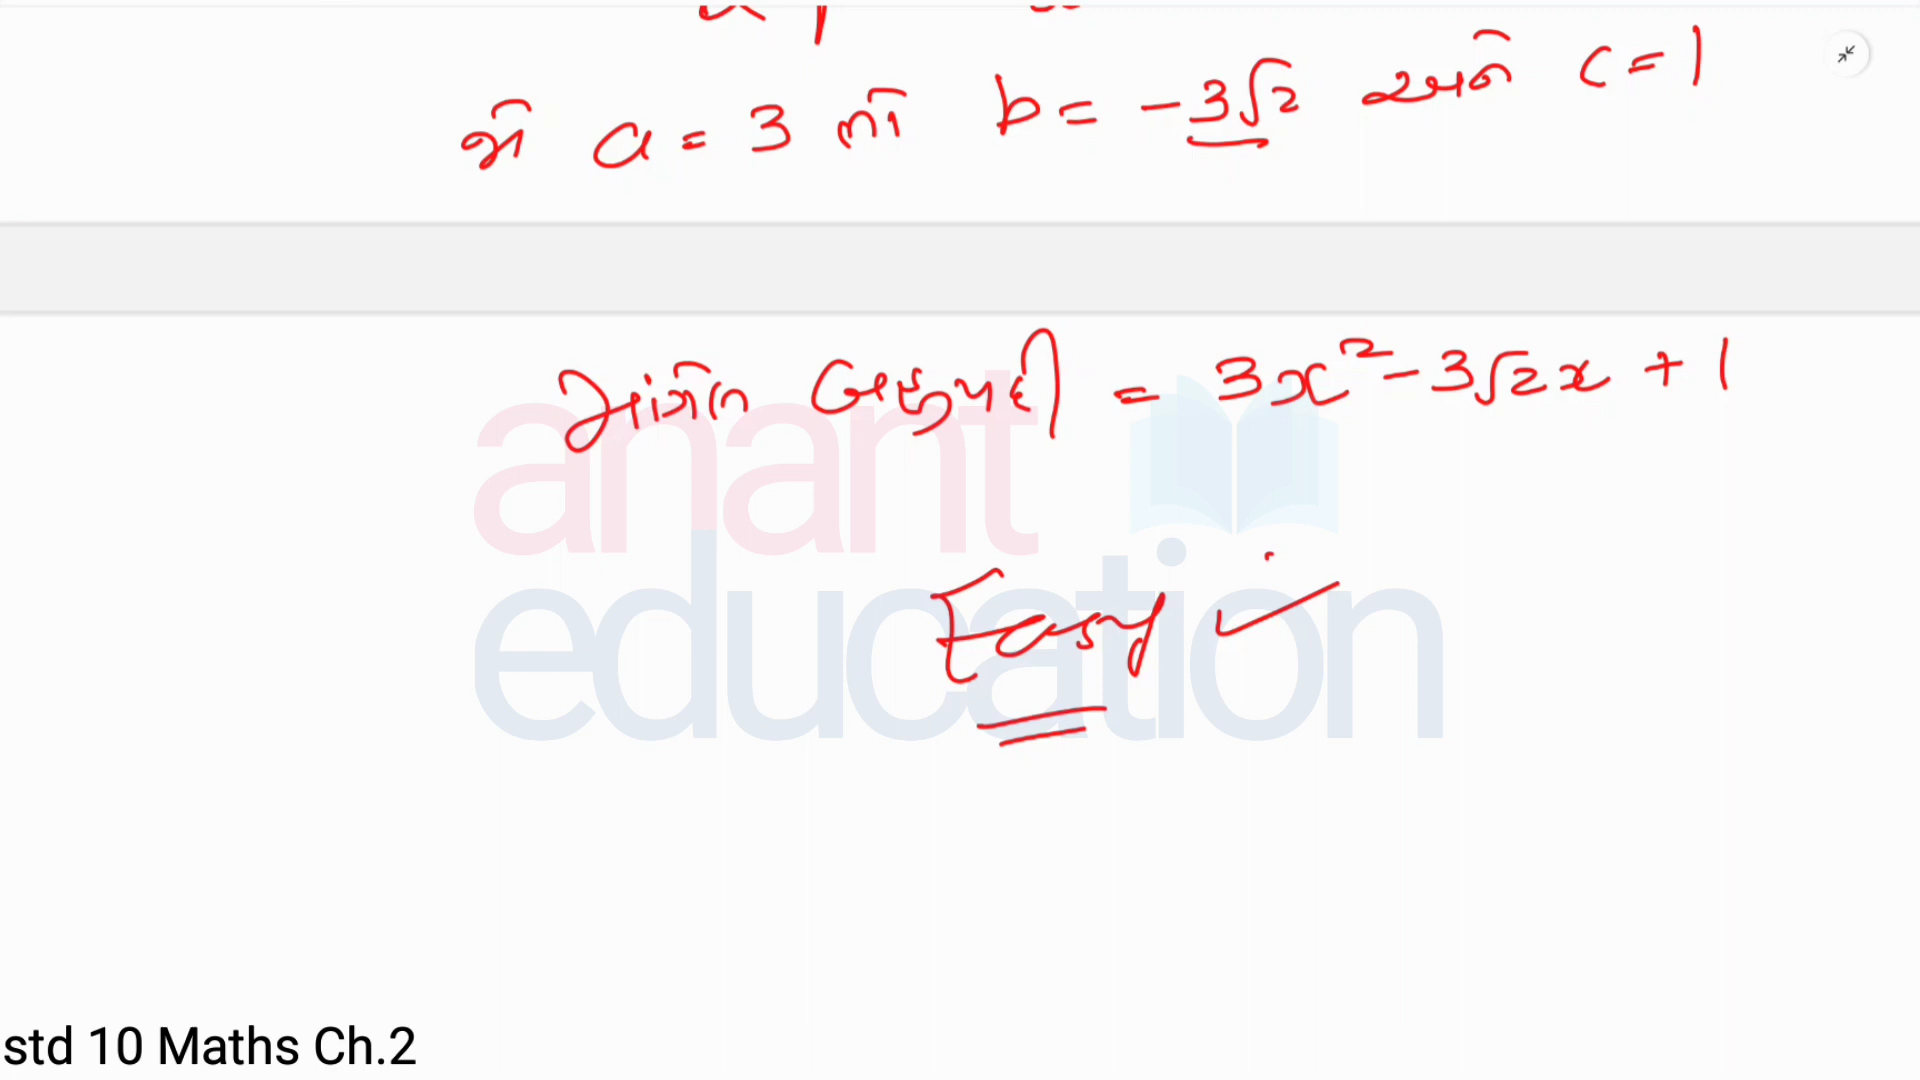 જો a = 3 તો b = -3√2 અને c = 1
માંગેલ બહુપદી = 3x² - 3√2x + 1
anant
education
Easy ✓
std 10 Maths Ch.2